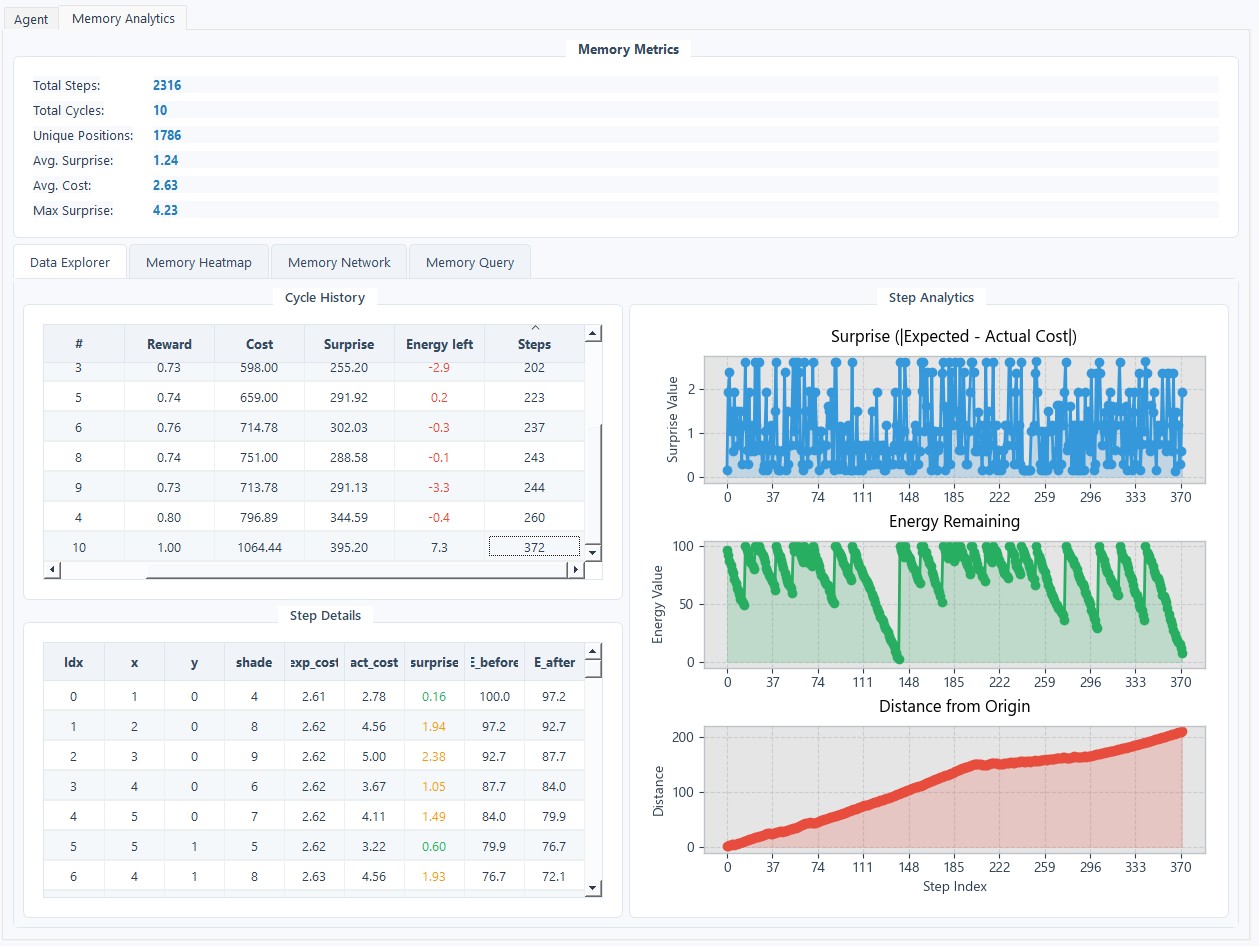 Agent Memory Analytics
Memory Metrics
Total Steps: 2316
Total Cycles: 10
Unique Positions: 1786
Avg. Surprise: 1.24
Avg. Cost: 2.63
Max Surprise: 4.23
Data Explorer Memory Heatmap Memory Network Memory Query
Cycle History
# Reward Cost Surprise Energy left Steps
3 0.73 598.00 255.20 -2.9 202
5 0.74 659.00 291.92 0.2 223
6 0.76 714.78 302.03 -0.3 237
8 0.74 751.00 288.58 -0.1 243
9 0.73 713.78 291.13 -3.3 244
4 0.80 796.89 344.59 -0.4 260
10 1.00 1064.44 395.20 7.3 372
Step Details
Idx x y shade exp_cost act_cost surprise E_before E_after
0 1 0 4 2.61 2.78 0.16 100.0 97.2
1 2 0 8 2.62 4.56 1.94 97.2 92.7
2 3 0 9 2.62 5.00 2.38 92.7 87.7
3 4 0 6 2.62 3.67 1.05 87.7 84.0
4 5 0 7 2.62 4.11 1.49 84.0 79.9
5 5 1 5 2.62 3.22 0.60 79.9 76.7
6 4 1 8 2.63 4.56 1.93 76.7 72.1
Step Analytics
Surprise (|Expected - Actual Cost|)
Surprise Value
2
1
0
0 37 74 111 148 185 222 259 296 333 370
Energy Remaining
Energy Value
100
50
0
0 37 74 111 148 185 222 259 296 333 370
Distance from Origin
Distance
200
100
0
0 37 74 111 148 185 222 259 296 333 370
Step Index